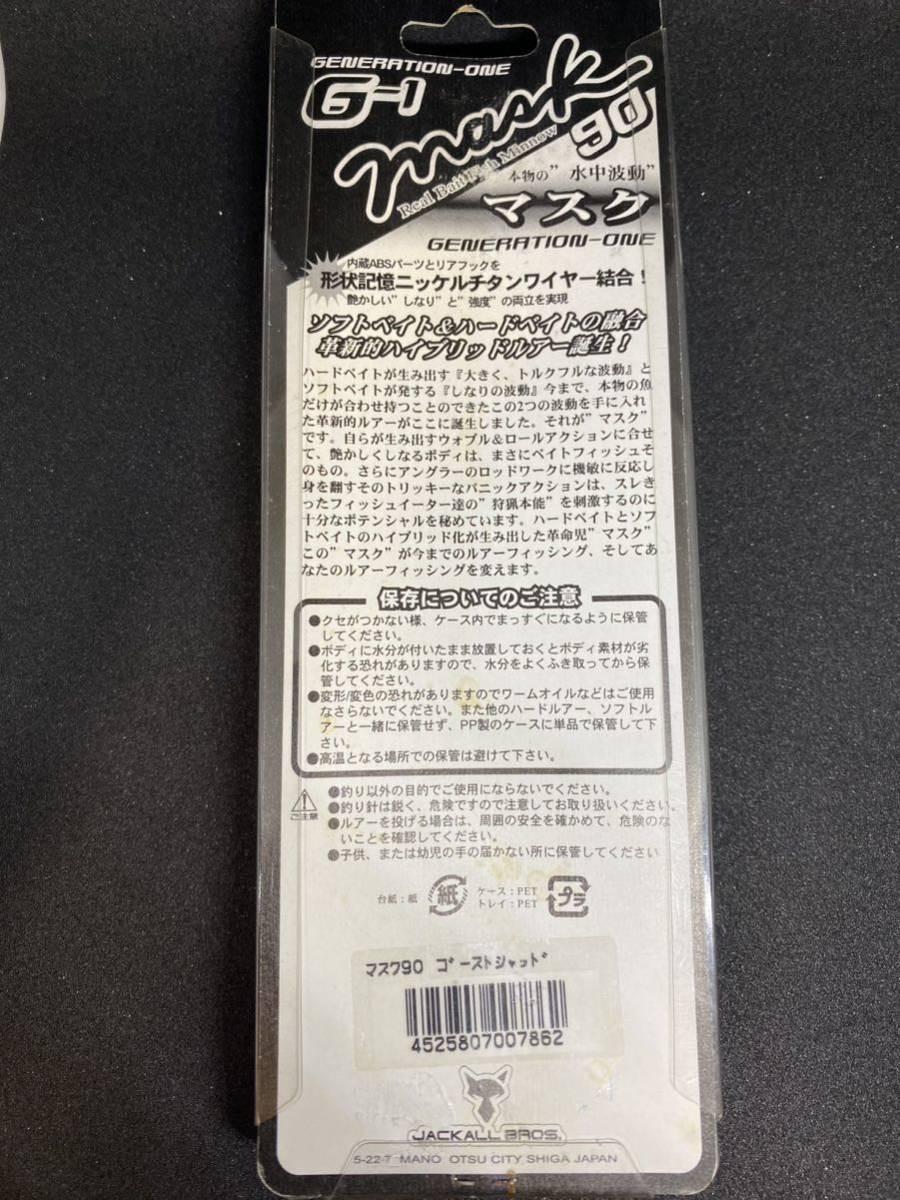 GENERATION-ONE
G-1
mask
90
Real Bait Fish Minnow
本物の”水中波動”
マスク
GENERATION-ONE
内蔵ABSパーツとリアフックを
形状記憶ニッケルチタンワイヤー結合！
艶かしい”しなり”と”強度”の両立を実現
ソフトベイト&ハードベイトの融合
革新的ハイブリッドルアー誕生！
ハードベイトが生み出す『大きく、トルクフルな波動』と
ソフトベイトが発する『しなりの波動』今まで、本物の魚
だけが合わせ持つことのできたこの2つの波動を手に入れ
た革新的ルアーがここに誕生しました。それが”マスク”
です。自らが生み出すウォブル&ロールアクションに合せ
て、艶かしくしなるボディは、まさにベイトフィッシュそ
のもの。さらにアングラーのロッドワークに機敏に反応し
身を翻すそのトリッキーなパニックアクションは、スレき
ったフィッシュイーター達の”狩猟本能”を刺激するのに
十分なポテンシャルを秘めています。ハードベイトとソフ
トベイトのハイブリッド化が生み出した革命児”マスク”
この”マスク”が今までのルアーフィッシング、そしてあ
なたのルアーフィッシングを変えます。
保存についてのご注意
●クセがつかない様、ケース内でまっすぐになるように保管
してください。
●ボディに水分が付いたまま放置しておくとボディ素材が劣
化する恐れがありますので、水分をよくふき取ってから保
管してください。
●変形/変色の恐れがありますのでワームオイルなどはご使用
なさらないでください。また他のハードルアー、ソフトル
アーと一緒に保管せず、PP製のケースに単品で保管して下
さい。
●高温となる場所での保管は避けて下さい。
ご注意
●釣り以外の目的でご使用にならないでください。
●釣り針は鋭く、危険ですので注意してお取り扱いください。
●ルアーを投げる場合は、周囲の安全を確かめて、危険のな
いことを確認してください。
●子供、または幼児の手の届かない所に保管してください
台紙：紙
紙
ケース：PET
トレイ：PET
プラ
マスク90 ゴーストシャッド
4525807007862
JACKALL BROS.
5-22-7 MANO OTSU CITY SHIGA JAPAN